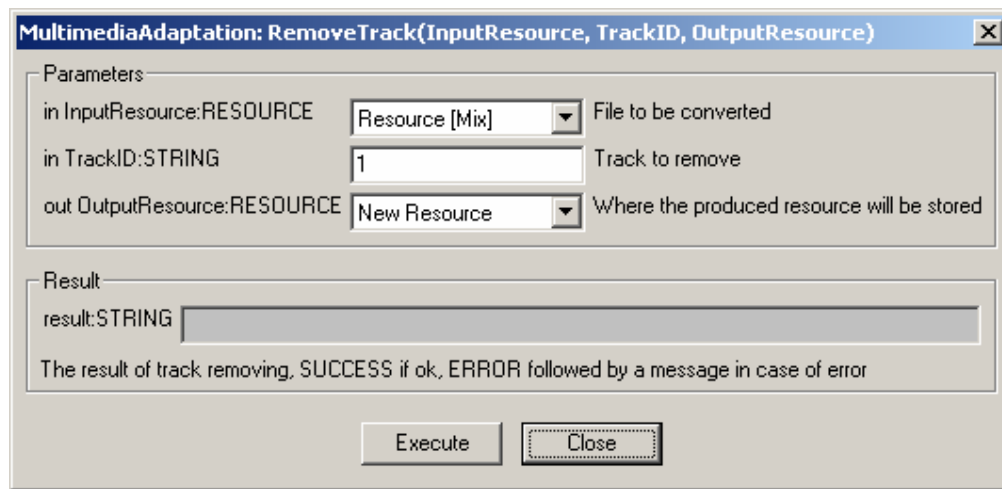 MultimediaAdaptation: RemoveTrack(InputResource, TrackID, OutputResource)
Parameters
in InputResource:RESOURCE Resource [Mix] File to be converted
in TrackID:STRING 1 Track to remove
out OutputResource:RESOURCE New Resource Where the produced resource will be stored
Result
result:STRING
The result of track removing, SUCCESS if ok, ERROR followed by a message in case of error
Execute Close